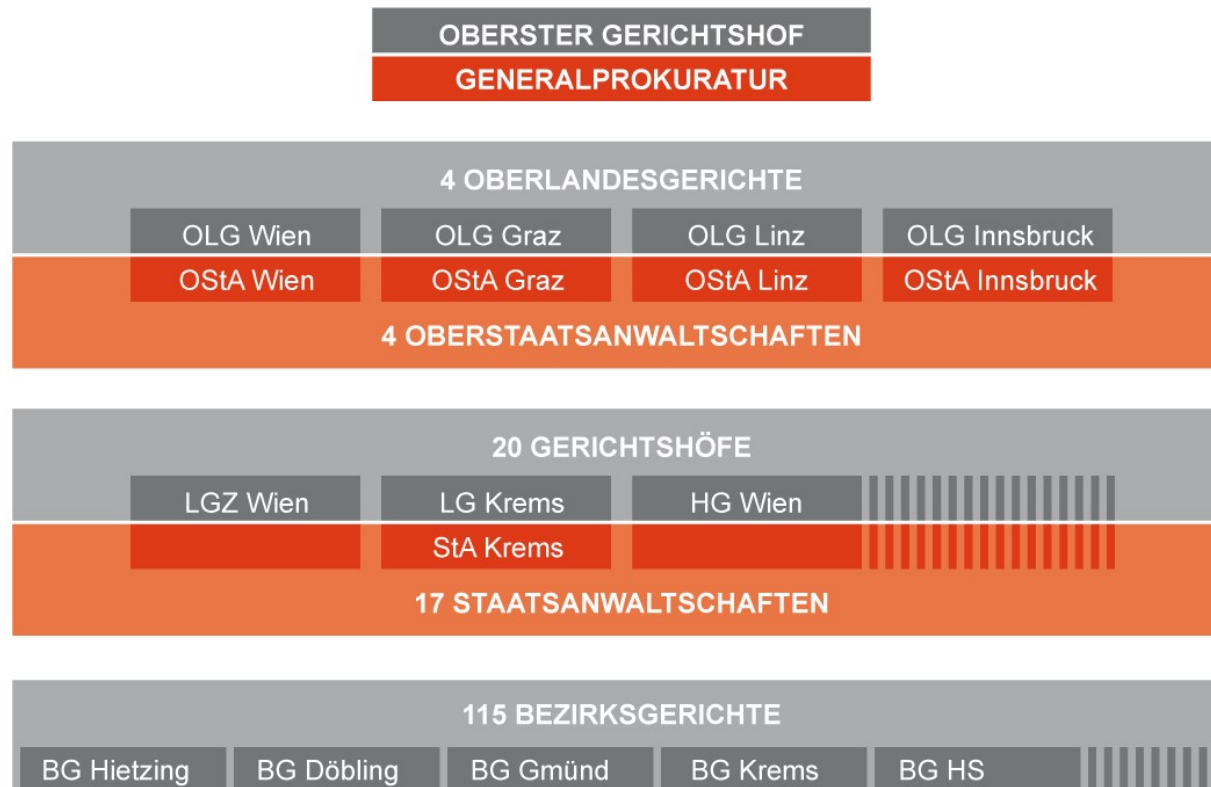 OBERSTER GERICHTSHOF
GENERALPROKURATUR
4 OBERLANDESGERICHTE
OLG Wien OLG Graz OLG Linz OLG Innsbruck
OStA Wien OStA Graz OStA Linz OStA Innsbruck
4 OBERSTAATSANWALTSCHAFTEN
20 GERICHTSHÖFE
LGZ Wien LG Krems HG Wien
StA Krems
17 STAATSANWALTSCHAFTEN
115 BEZIRKSGERICHTE
BG Hietzing BG Döbling BG Gmünd BG Krems BG HS